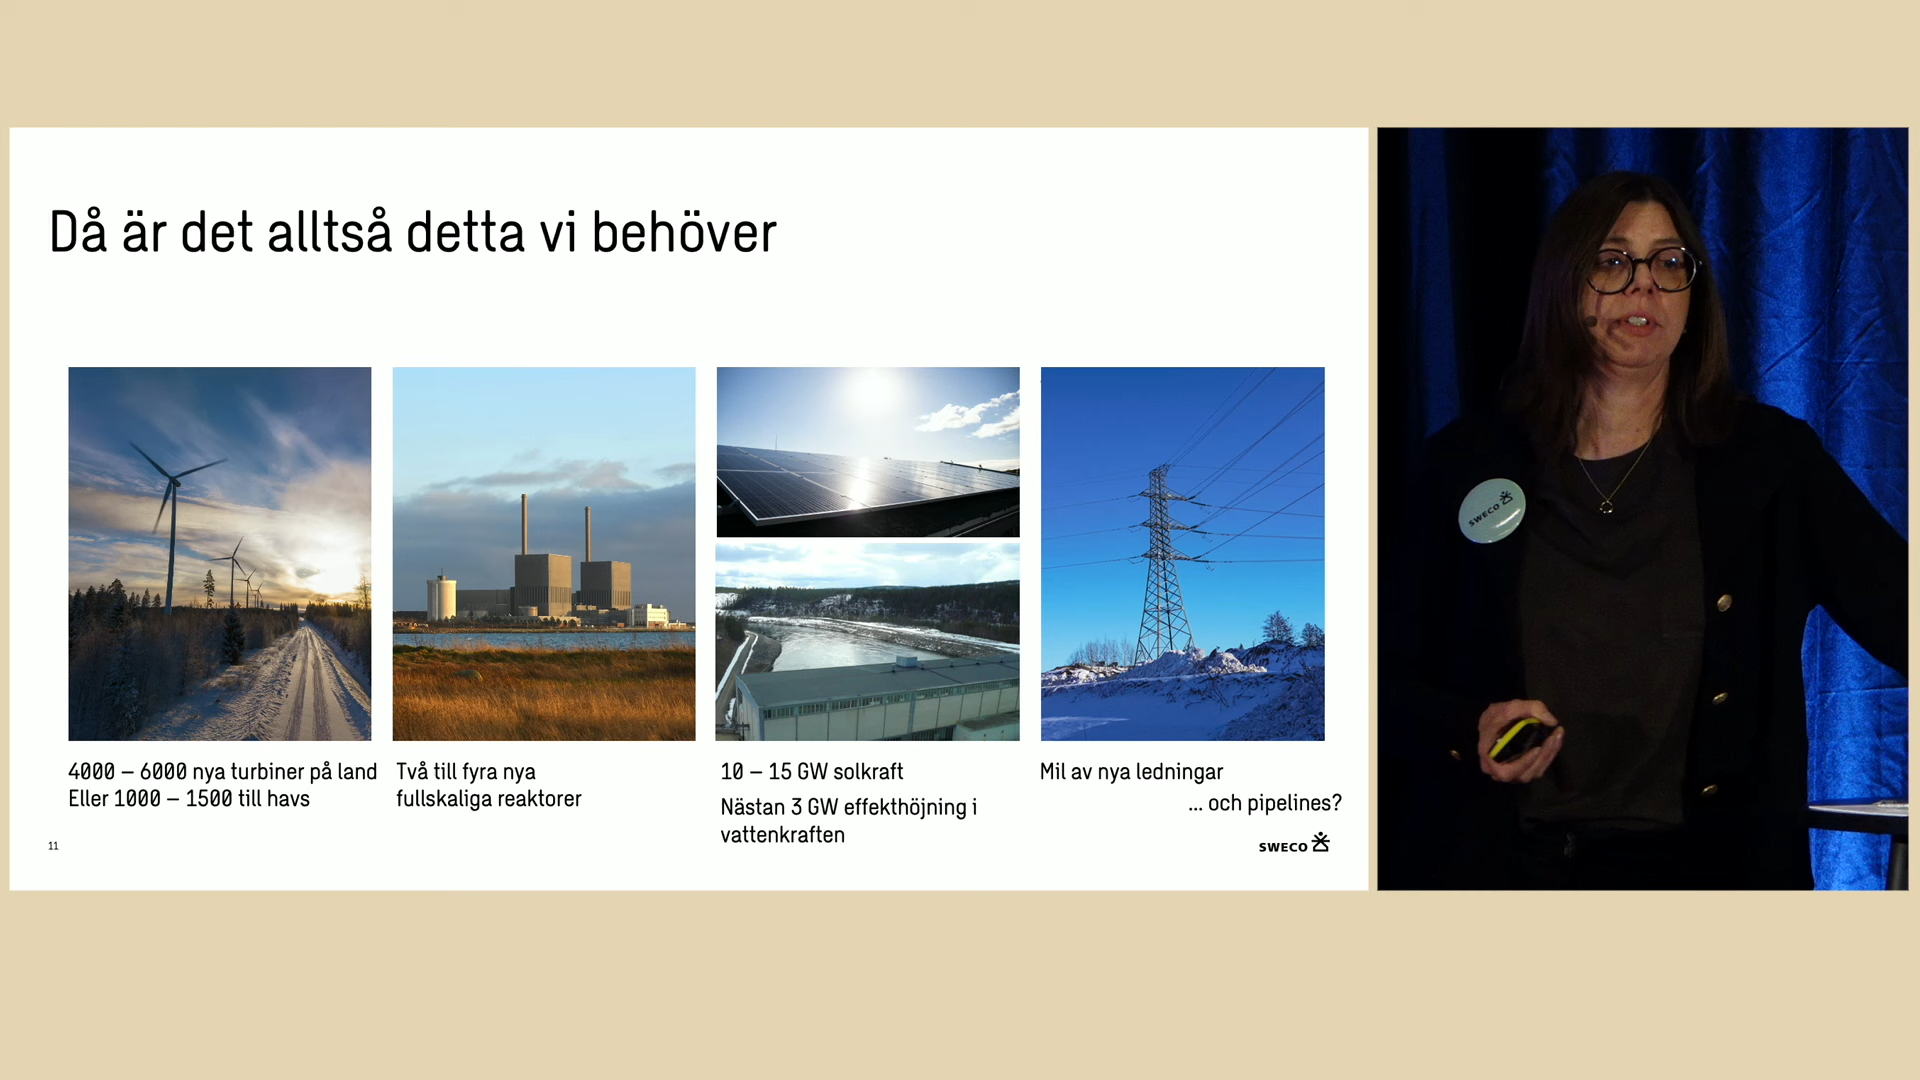 Då är det alltså detta vi behöver
4000 – 6000 nya turbiner på land
Eller 1000 – 1500 till havs
Två till fyra nya
fullskaliga reaktorer
10 – 15 GW solkraft
Nästan 3 GW effekthöjning i
vattenkraften
Mil av nya ledningar
... och pipelines?
11
SWECO
SWECO